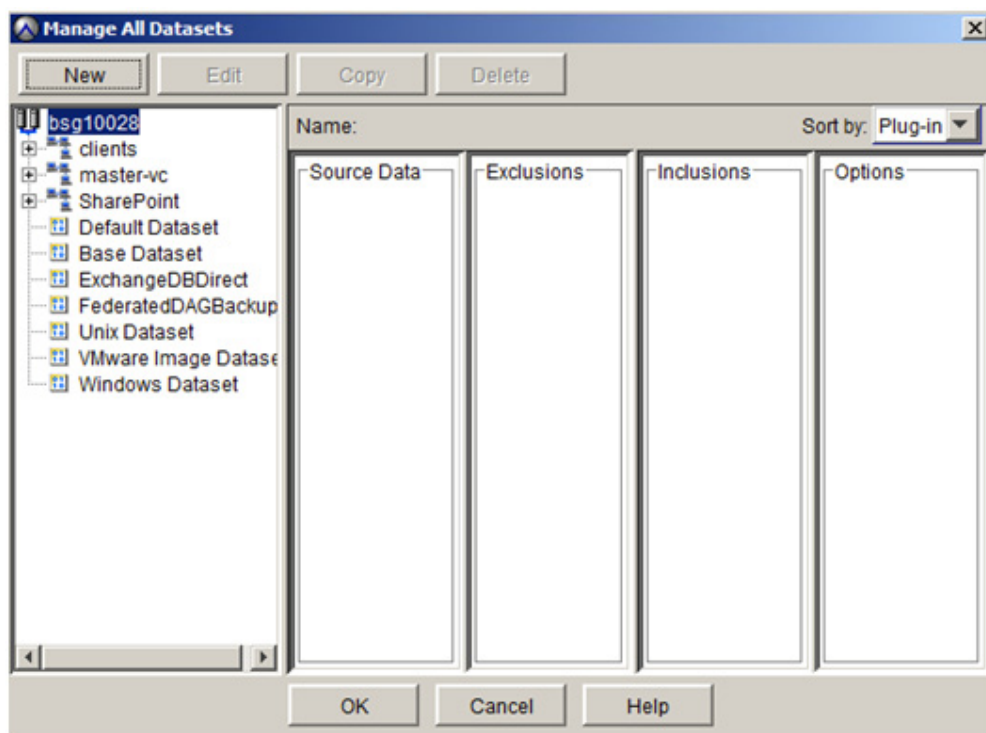 Manage All Datasets
New Edit Copy Delete
bsg10028
clients
master-vc
SharePoint
Default Dataset
Base Dataset
ExchangeDBDirect
FederatedDAGBackup
Unix Dataset
VMware Image Datase
Windows Dataset
Name: Sort by: Plug-in
Source Data Exclusions Inclusions Options
OK Cancel Help